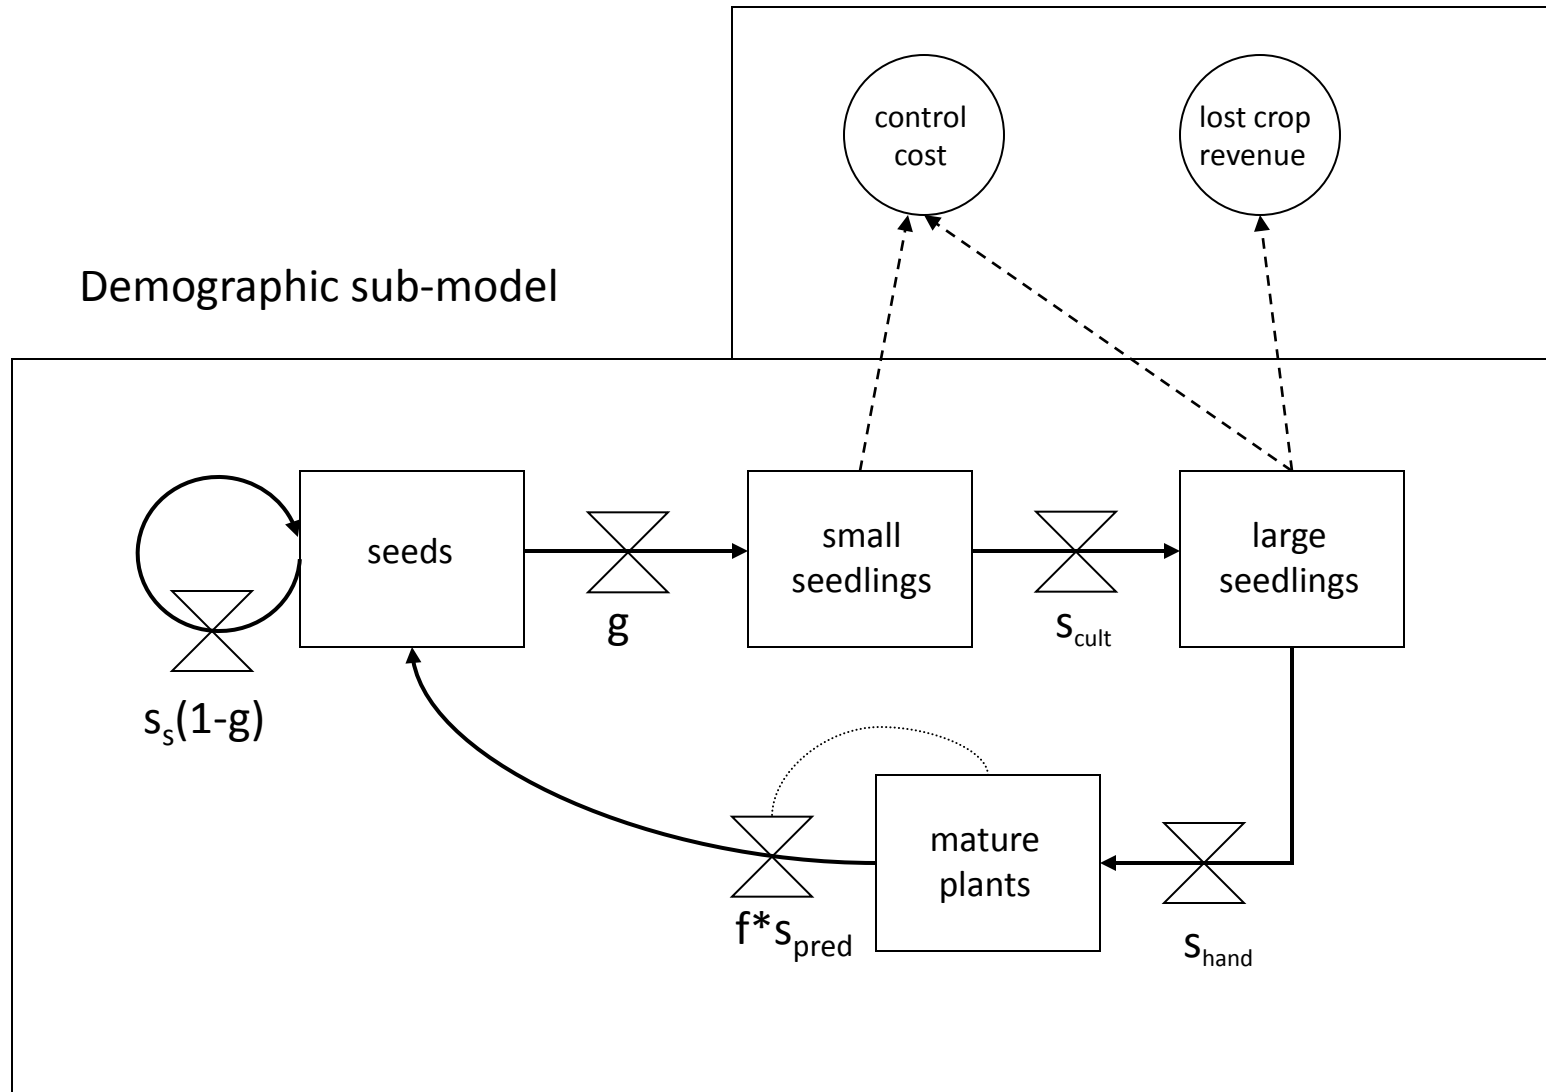 control
cost
lost crop
revenue
Demographic sub-model
seeds
small
seedlings
large
seedlings
g
s_cult
s_s(1-g)
mature
plants
f*s_pred
s_hand